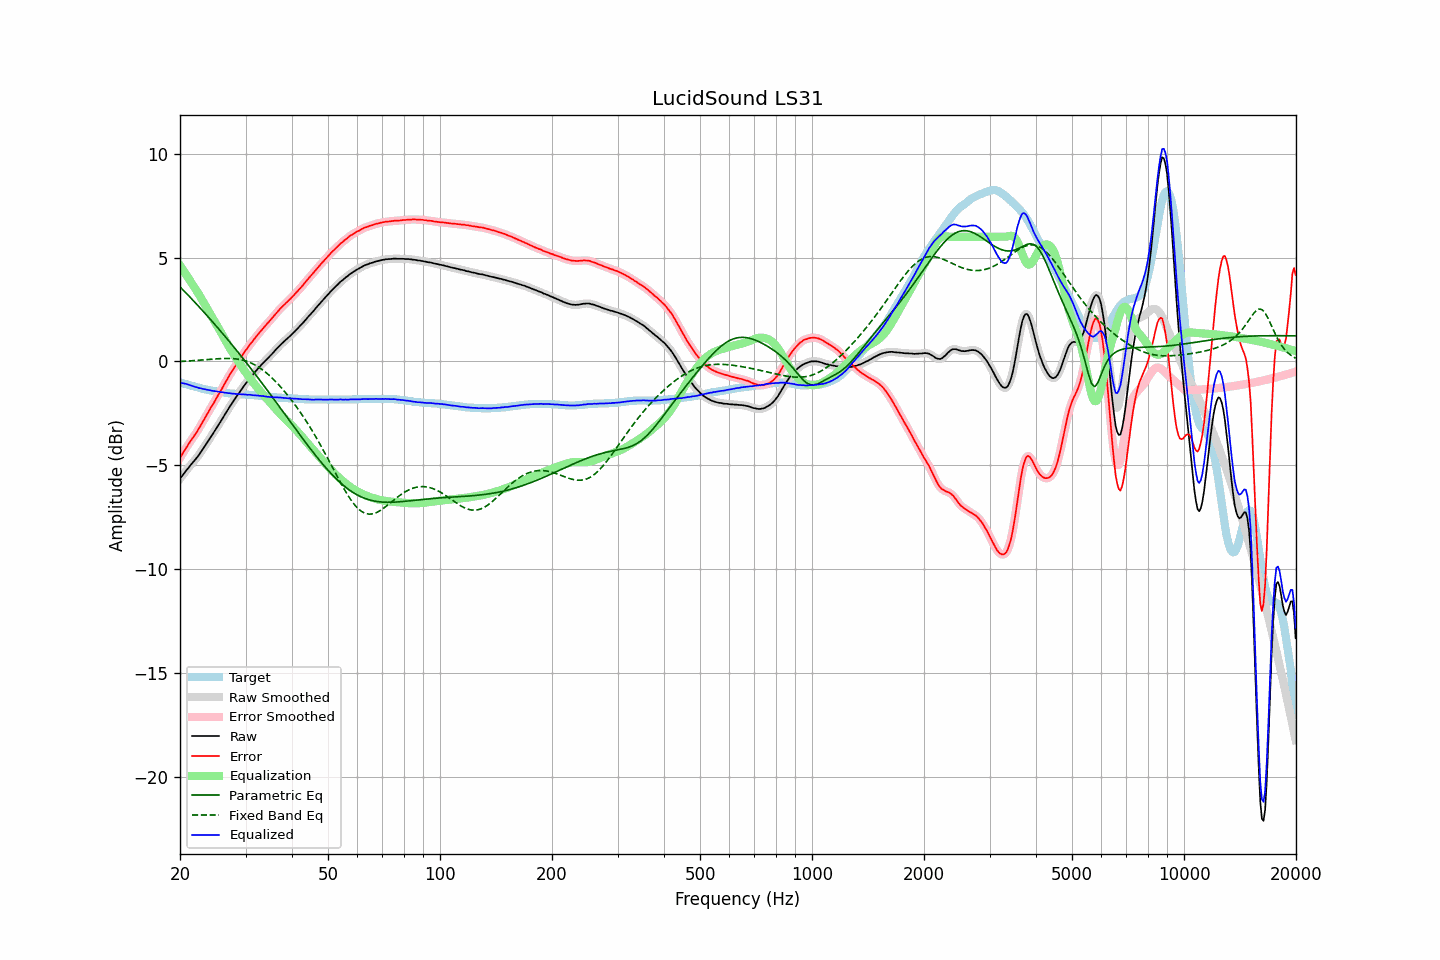 LucidSound LS31
Amplitude (dBr)
10
5
0
−5
−10
−15
−20
Target
Raw Smoothed
Error Smoothed
Raw
Error
Equalization
Parametric Eq
Fixed Band Eq
Equalized
20 50 100 200 500 1000 2000 5000 10000 20000
Frequency (Hz)